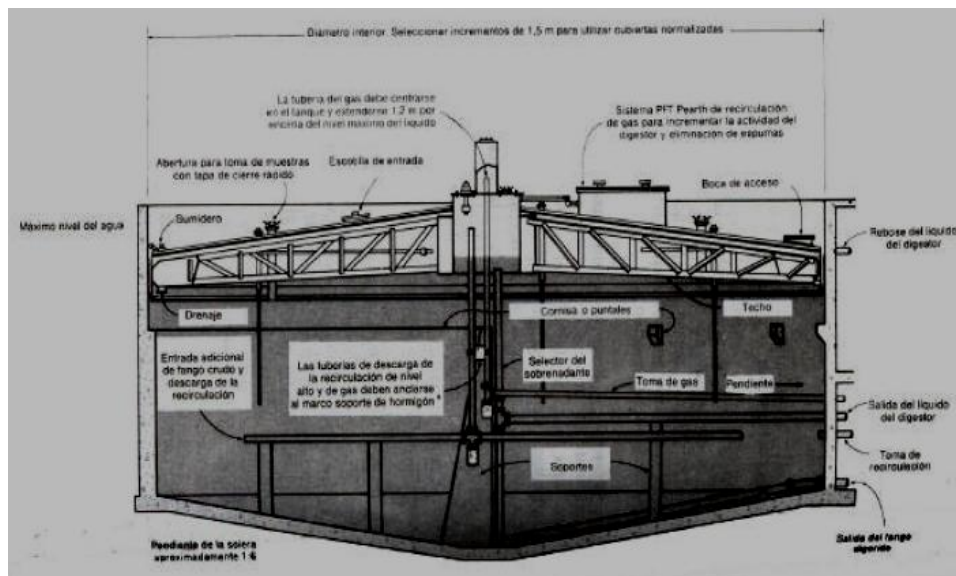 Diametro interior. Seleccionar incrementos de 1,5 m para utilizar cubiertas normalizadas
La tuberia del gas debe centrarse
en el tanque y extenderse 1.2 m por
encima del nivel maximo del liquido
Sistema PFT Pearth de recirculación
de gas para incrementar la actividad del
digestor y eliminación de espumas
Abertura para toma de muestras
con tapa de cierre rápido
Escotilla de entrada
Boca de acceso
Máximo nivel del agua
Sumidero
Rebose del líquido
del digestor
Drenaje
Cornisa o puntales
Techo
Entrada adicional
de fango crudo y
descarga de la
recirculación
Las tuberías de descarga de
la recirculación de nivel
alto y de gas deben anclarse
al marco soporte de hormigón*
Selector del
sobrenadante
Toma de gas
Pendiente
Salida del líquido
del digestor
Toma de
recirculación
Soportes
Pendiente de la solera
aproximadamente 1:6
Salida del fango
digerido